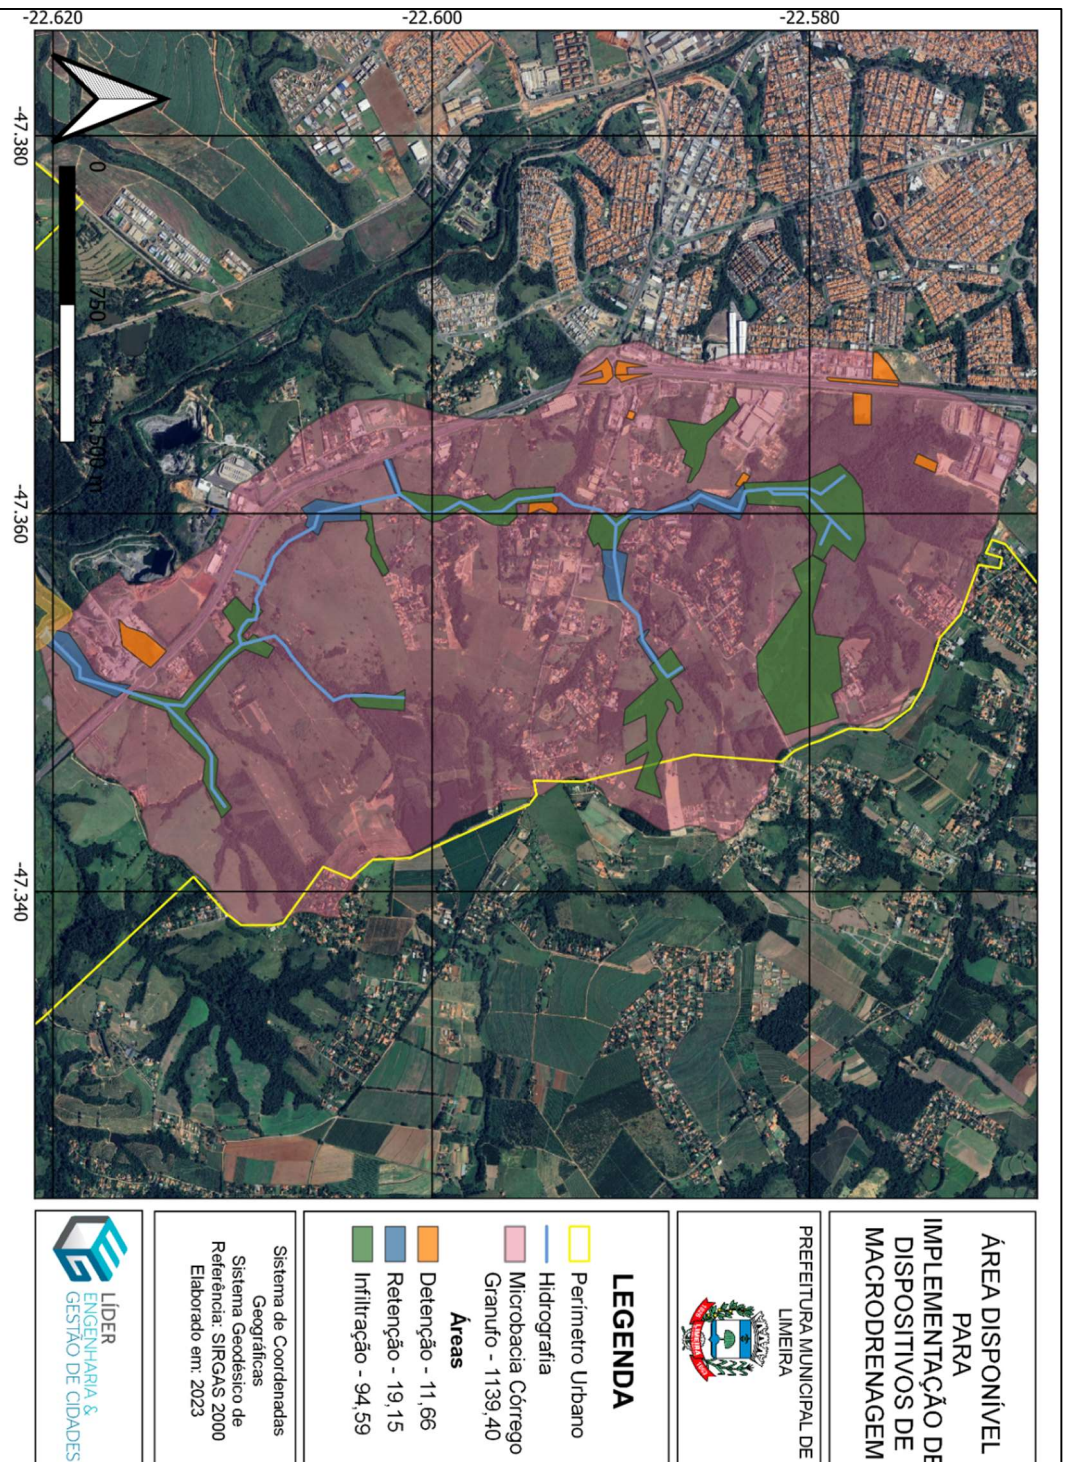 ÁREA DISPONÍVEL
PARA
IMPLEMENTAÇÃO DE
DISPOSITIVOS DE
MACRODRENAGEM
PREFEITURA MUNICIPAL DE
LIMEIRA
LIMEIRA
LEGENDA
Perímetro Urbano
Hidrografia
Microbacia Córrego
Granufo - 1139,40
Áreas
Detenção - 11,66
Retenção - 19,15
Infiltração - 94,59
Sistema de Coordenadas
Geográficas
Sistema Geodésico de
Referência: SIRGAS 2000
Elaborado em: 2023
LÍDER
ENGENHARIA &
GESTÃO DE CIDADES
-47.380
-47.360
-47.340
-22.580
-22.600
-22.620
0
750
1.500 m